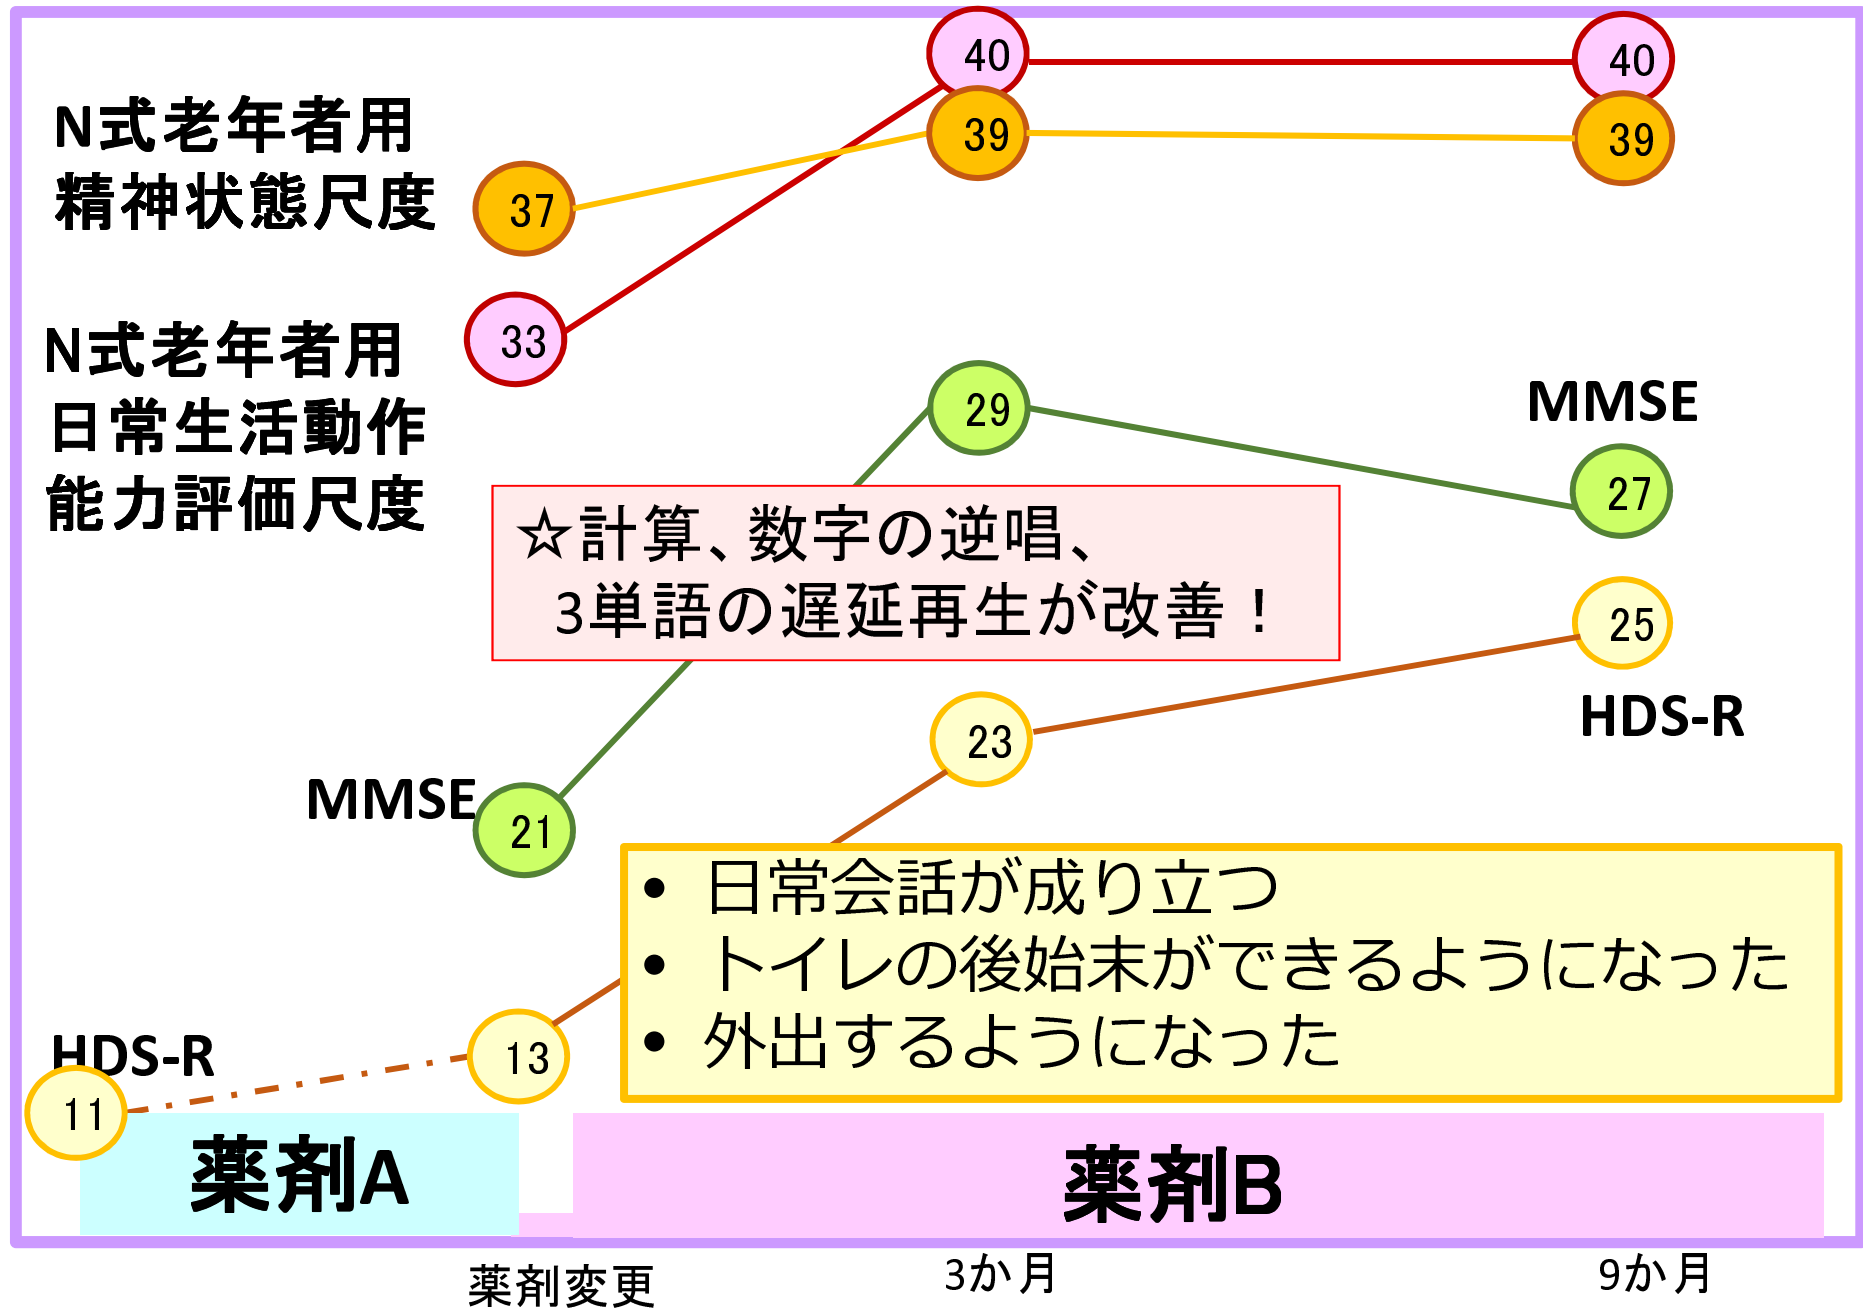 40
40
N式老年者用
精神状態尺度
39
39
37
33
N式老年者用
日常生活動作
能力評価尺度
29
MMSE
27
☆計算、数字の逆唱、
3単語の遅延再生が改善！
25
HDS-R
23
MMSE
21
• 日常会話が成り立つ
• トイレの後始末ができるようになった
• 外出するようになった
HDS-R
11
13
薬剤A
薬剤B
薬剤変更
3か月
9か月